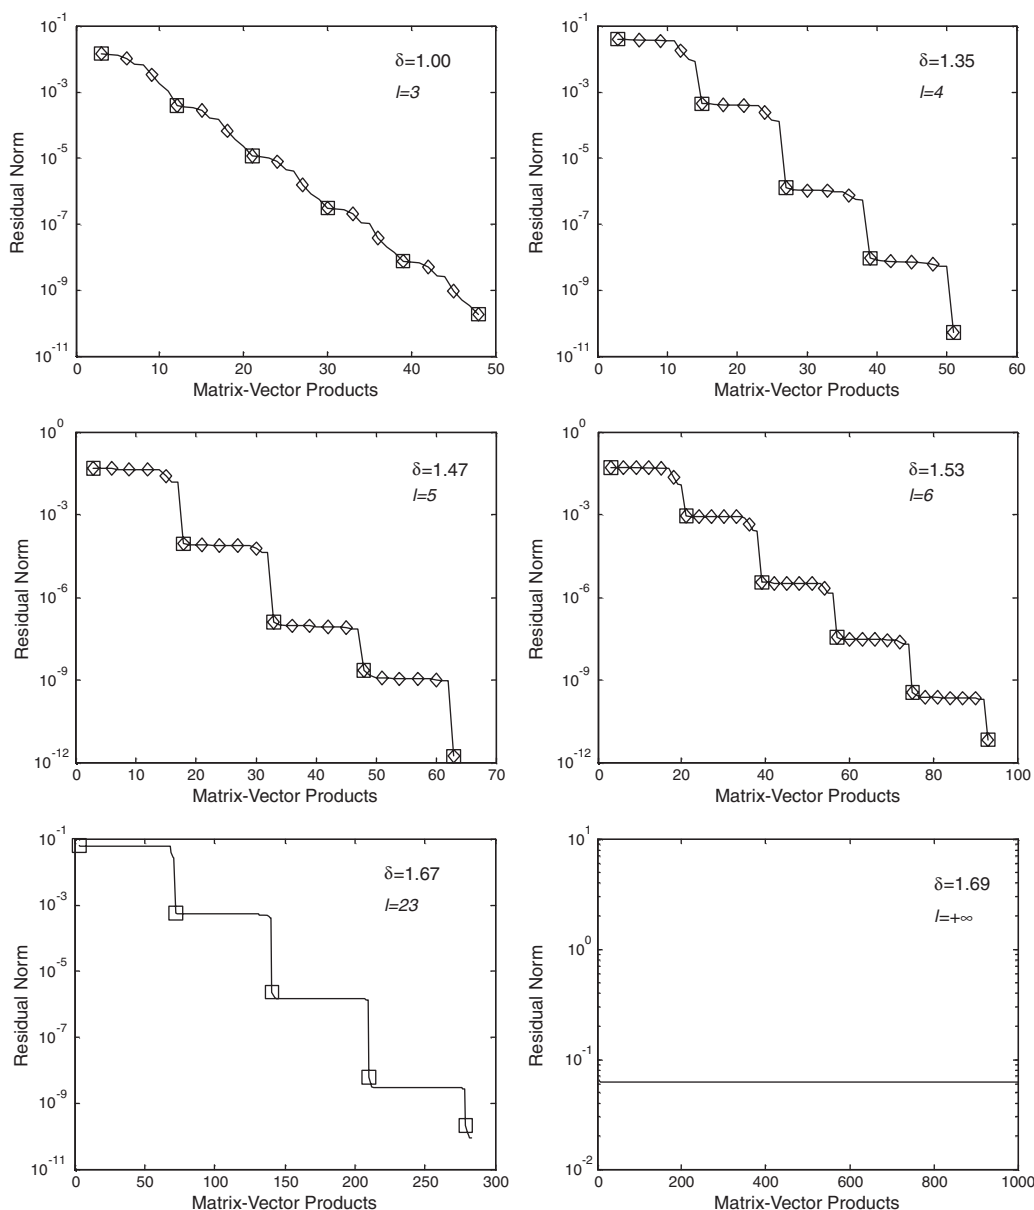 10^-1
10^-3
10^-5
10^-7
10^-9
10^-11
Residual Norm
δ=1.00
l=3
0 10 20 30 40 50
Matrix-Vector Products
10^-1
10^-3
10^-5
10^-7
10^-9
10^-11
Residual Norm
δ=1.35
l=4
0 10 20 30 40 50 60
Matrix-Vector Products
10^0
10^-3
10^-6
10^-9
10^-12
Residual Norm
δ=1.47
l=5
0 10 20 30 40 50 60 70
Matrix-Vector Products
10^0
10^-3
10^-6
10^-9
10^-12
Residual Norm
δ=1.53
l=6
0 20 40 60 80 100
Matrix-Vector Products
10^-1
10^-3
10^-5
10^-7
10^-9
10^-11
Residual Norm
δ=1.67
l=23
0 50 100 150 200 250 300
Matrix-Vector Products
10^1
10^0
10^-1
10^-2
Residual Norm
δ=1.69
l=+∞
0 200 400 600 800 1000
Matrix-Vector Products